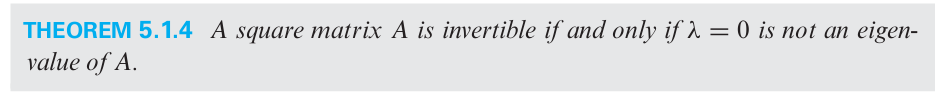 THEOREM 5.1.4 A square matrix A is invertible if and only if λ = 0 is not an eigen-
value of A.